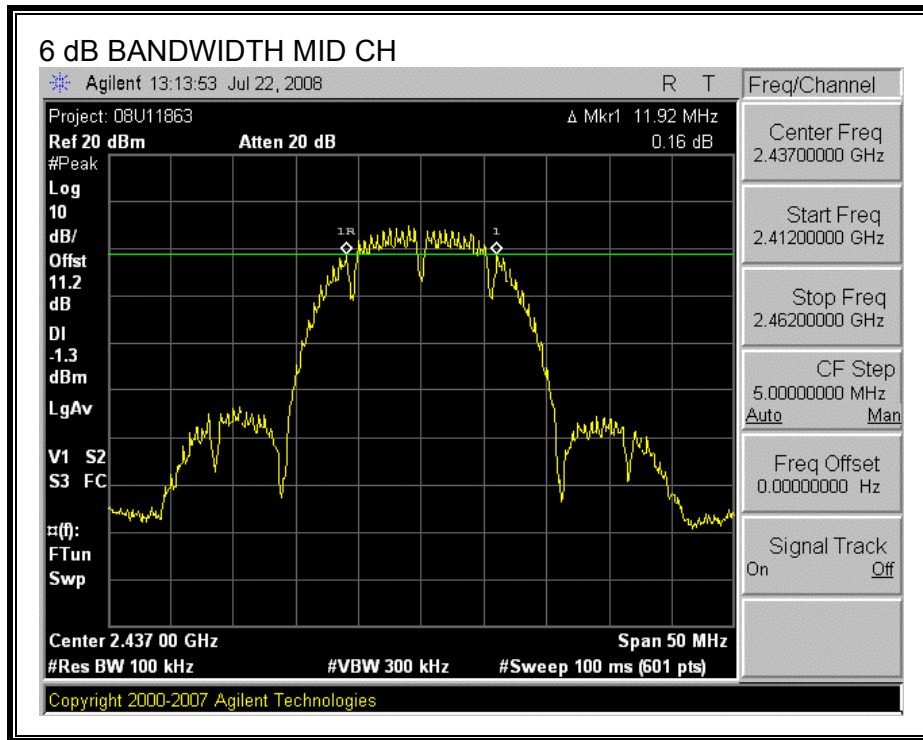 6 dB BANDWIDTH MID CH
Agilent 13:13:53 Jul 22, 2008 R T
Project: 08U11863 Δ Mkr1 11.92 MHz
Ref 20 dBm Atten 20 dB 0.16 dB
#Peak
Log
10
dB/
Offst
11.2
dB
DI
-1.3
dBm
LgAv
V1 S2
S3 FC
¤(f):
FTun
Swp
1R 1
Center 2.437 00 GHz Span 50 MHz
#Res BW 100 kHz #VBW 300 kHz #Sweep 100 ms (601 pts)
Copyright 2000-2007 Agilent Technologies
Freq/Channel
Center Freq
2.43700000 GHz
Start Freq
2.41200000 GHz
Stop Freq
2.46200000 GHz
CF Step
5.00000000 MHz
Auto Man
Freq Offset
0.00000000 Hz
Signal Track
On Off